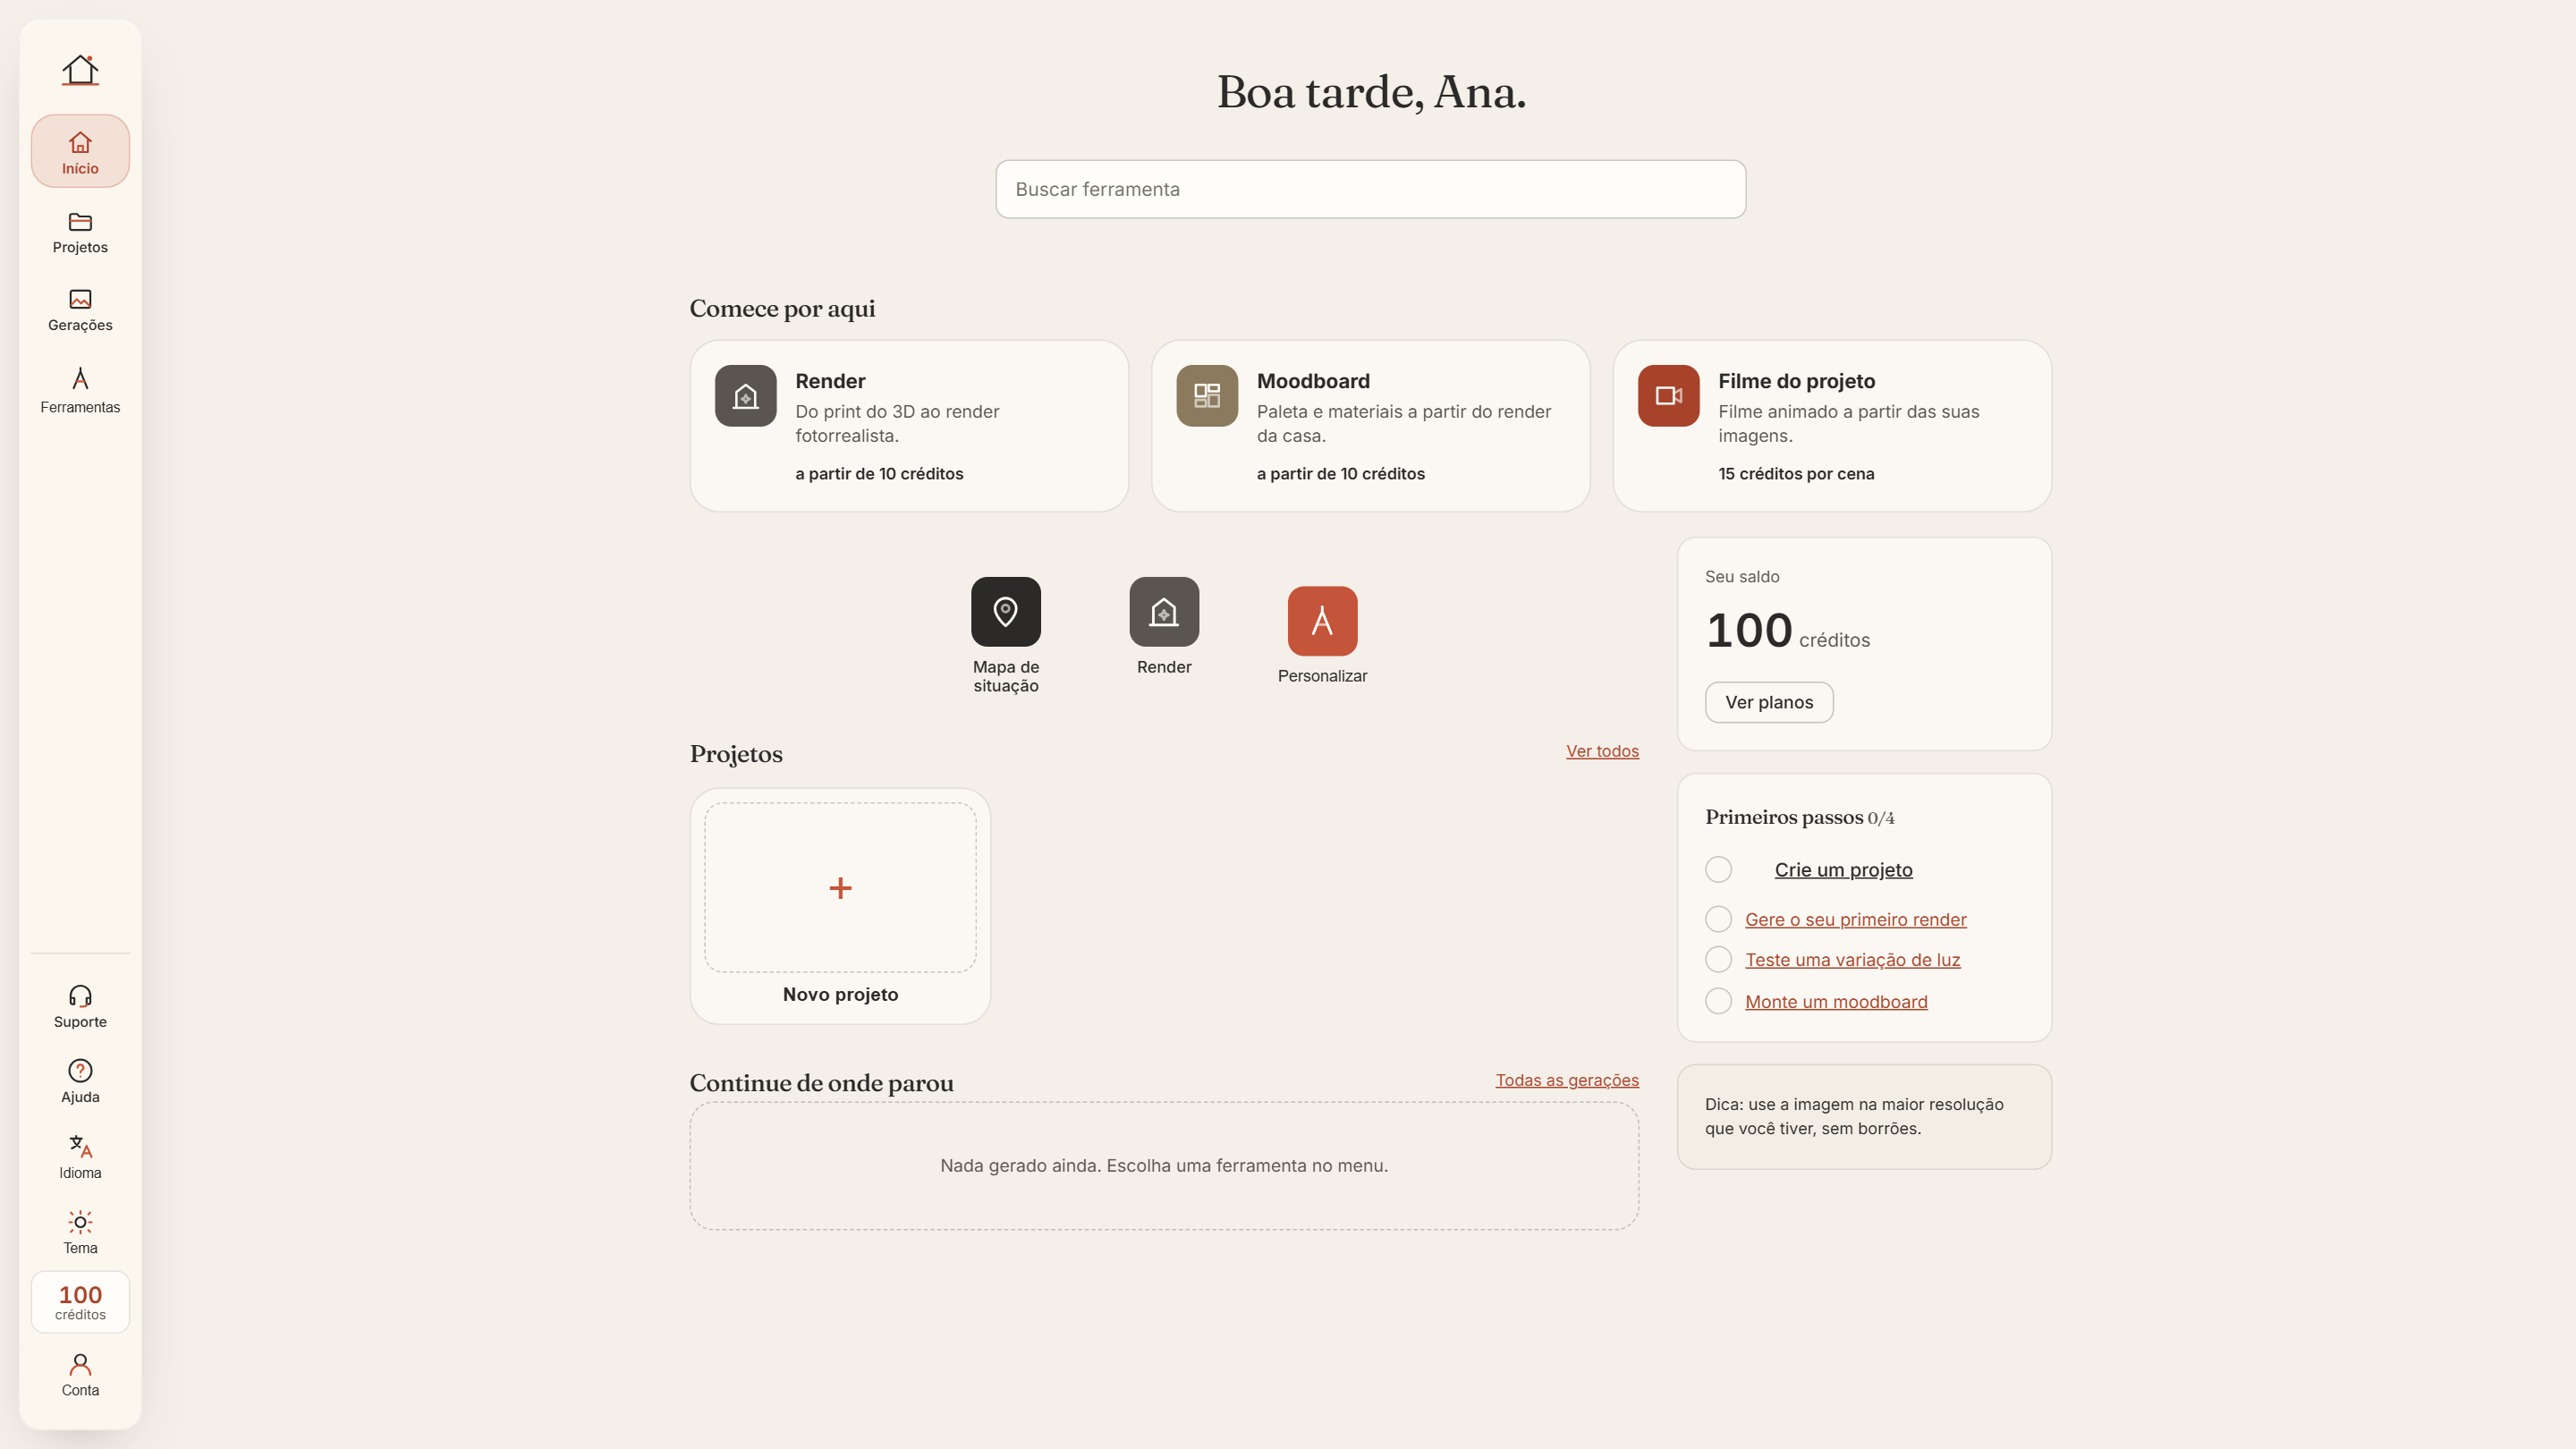 Início
Projetos
Gerações
Ferramentas
Suporte
Ajuda
Idioma
Tema
100
créditos
Conta
Boa tarde, Ana.
Buscar ferramenta
Comece por aqui
Render
Do print do 3D ao render
fotorrealista.
a partir de 10 créditos
Moodboard
Paleta e materiais a partir do render
da casa.
a partir de 10 créditos
Filme do projeto
Filme animado a partir das suas
imagens.
15 créditos por cena
Mapa de
situação
Render
Personalizar
Projetos
Ver todos
Novo projeto
Continue de onde parou
Todas as gerações
Nada gerado ainda. Escolha uma ferramenta no menu.
Seu saldo
100 créditos
Ver planos
Primeiros passos 0/4
Crie um projeto
Gere o seu primeiro render
Teste uma variação de luz
Monte um moodboard
Dica: use a imagem na maior resolução
que você tiver, sem borrões.